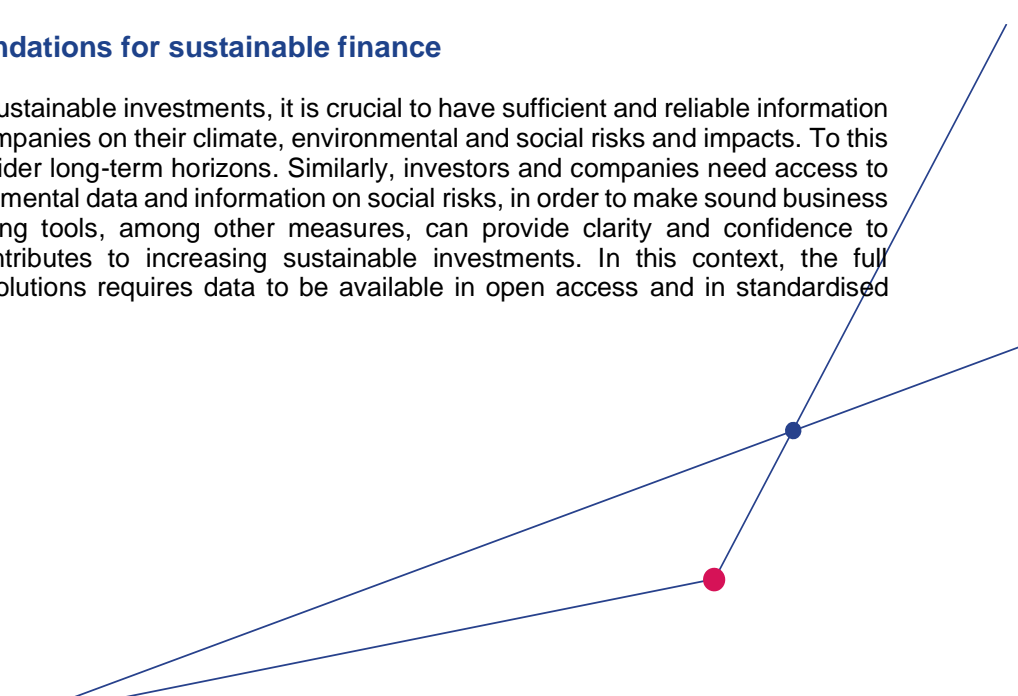 ndations for sustainable finance
ustainable investments, it is crucial to have sufficient and reliable information
mpanies on their climate, environmental and social risks and impacts. To this
ider long-term horizons. Similarly, investors and companies need access to
mental data and information on social risks, in order to make sound business
ng tools, among other measures, can provide clarity and confidence to
ntributes to increasing sustainable investments. In this context, the full
olutions requires data to be available in open access and in standardised